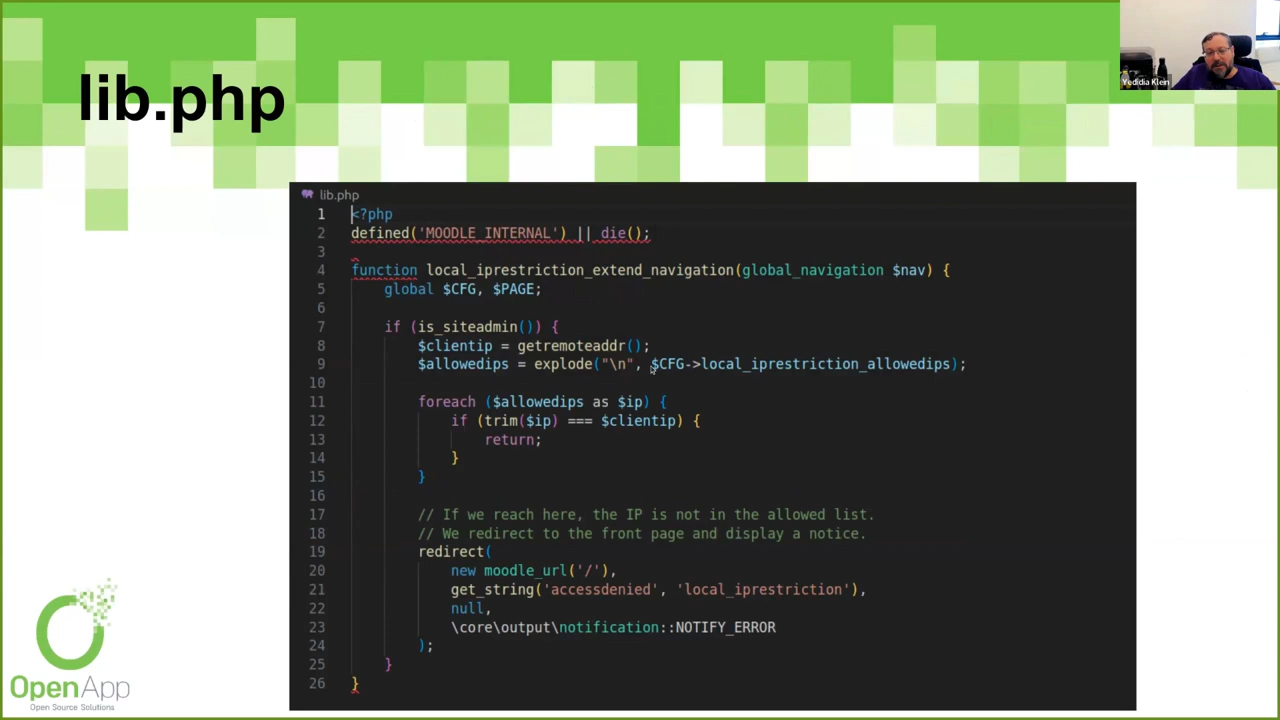 lib.php
Yedidia Klein
lib.php
1 <?php
2 defined('MOODLE_INTERNAL') || die();
3
4 function local_iprestriction_extend_navigation(global_navigation $nav) {
5     global $CFG, $PAGE;
6
7     if (is_siteadmin()) {
8         $clientip = getremoteaddr();
9         $allowedips = explode("\n", $CFG->local_iprestriction_allowedips);
10
11         foreach ($allowedips as $ip) {
12             if (trim($ip) === $clientip) {
13                 return;
14             }
15         }
16
17         // If we reach here, the IP is not in the allowed list.
18         // We redirect to the front page and display a notice.
19         redirect(
20             new moodle_url('/'),
21             get_string('accessdenied', 'local_iprestriction'),
22             null,
23             \core\output\notification::NOTIFY_ERROR
24         );
25     }
26 }
OpenApp
Open Source Solutions